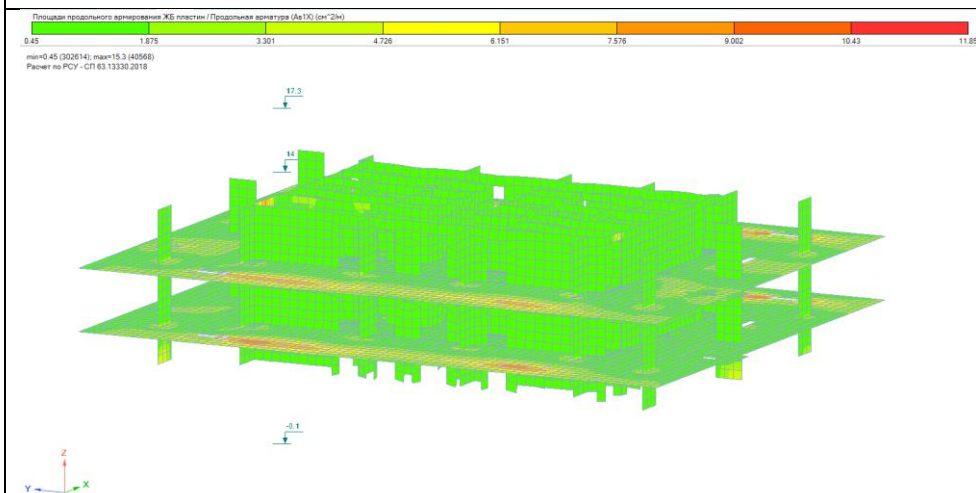 Площади продольного армирования ЖБ пластин / Продольная арматура (As1X) (см^2/м)
0.45 1.875 3.301 4.726 6.151 7.576 9.002 10.43 11.85
min=0.45 (302614); max=15.3 (40568)
Расчет по РСУ - СП 63.13330.2018
17.3
14
-0.1
Z
Y X